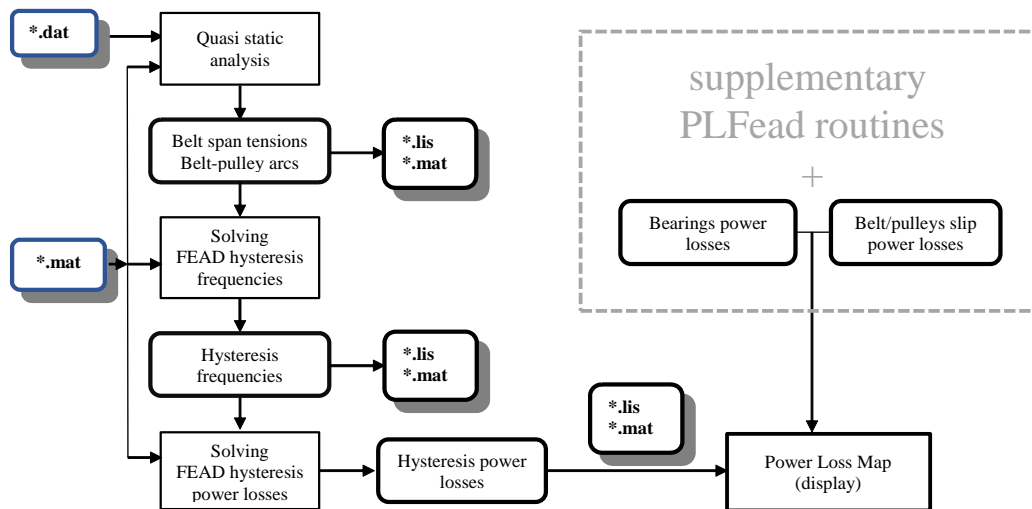 *.dat
Quasi static
analysis
supplementary
PLFead routines
+
Belt span tensions
Belt-pulley arcs
*.lis
*.mat
Bearings power
losses
Belt/pulleys slip
power losses
*.mat
Solving
FEAD hysteresis
frequencies
Hysteresis
frequencies
*.lis
*.mat
*.lis
*.mat
Solving
FEAD hysteresis
power losses
Hysteresis power
losses
Power Loss Map
(display)